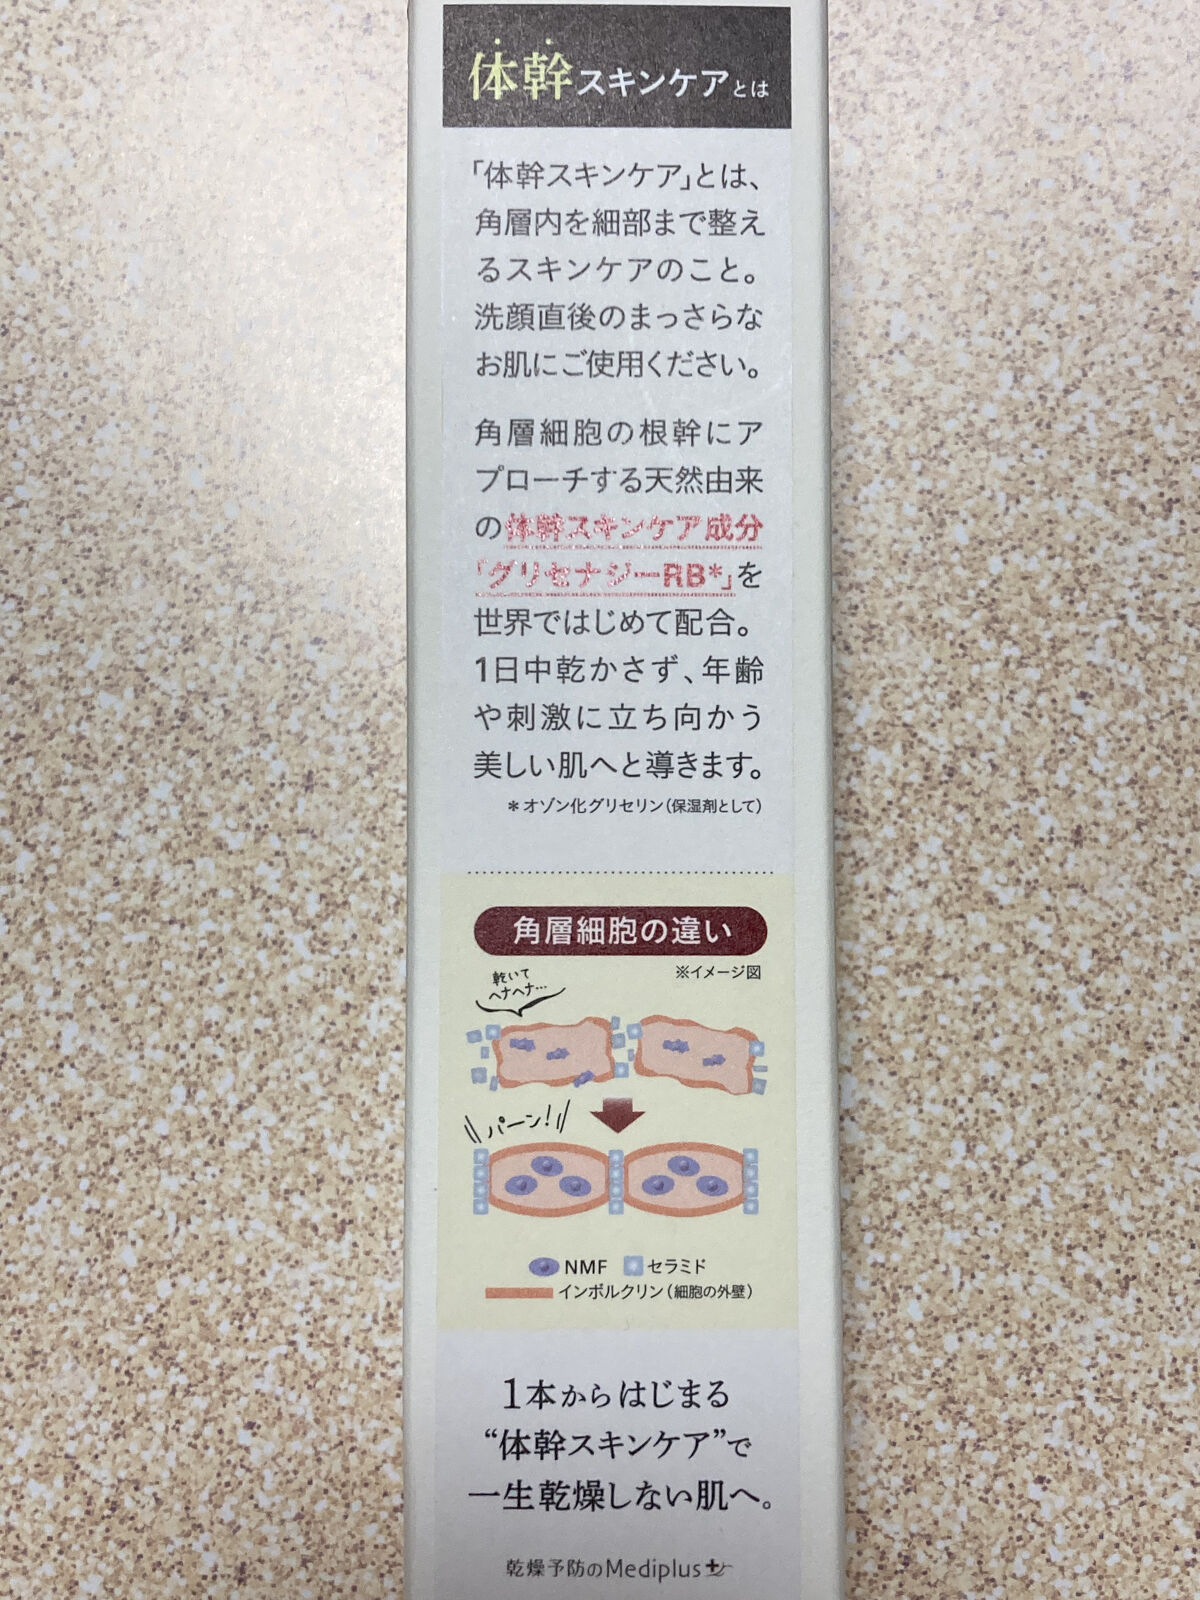 体幹スキンケアとは
「体幹スキンケア」とは、
角層内を細部まで整え
るスキンケアのこと。
洗顔直後のまっさらな
お肌にご使用ください。
角層細胞の根幹にア
プローチする天然由来
の体幹スキンケア成分
「グリセナジーRB*」を
世界ではじめて配合。
1日中乾かさず、年齢
や刺激に立ち向かう
美しい肌へと導きます。
＊オゾン化グリセリン（保湿剤として）
角層細胞の違い
※イメージ図
乾いて
ヘナヘナ…
パーン！
NMF セラミド
インボルクリン（細胞の外壁）
1本からはじまる
“体幹スキンケア”で
一生乾燥しない肌へ。
乾燥予防のMediplus+